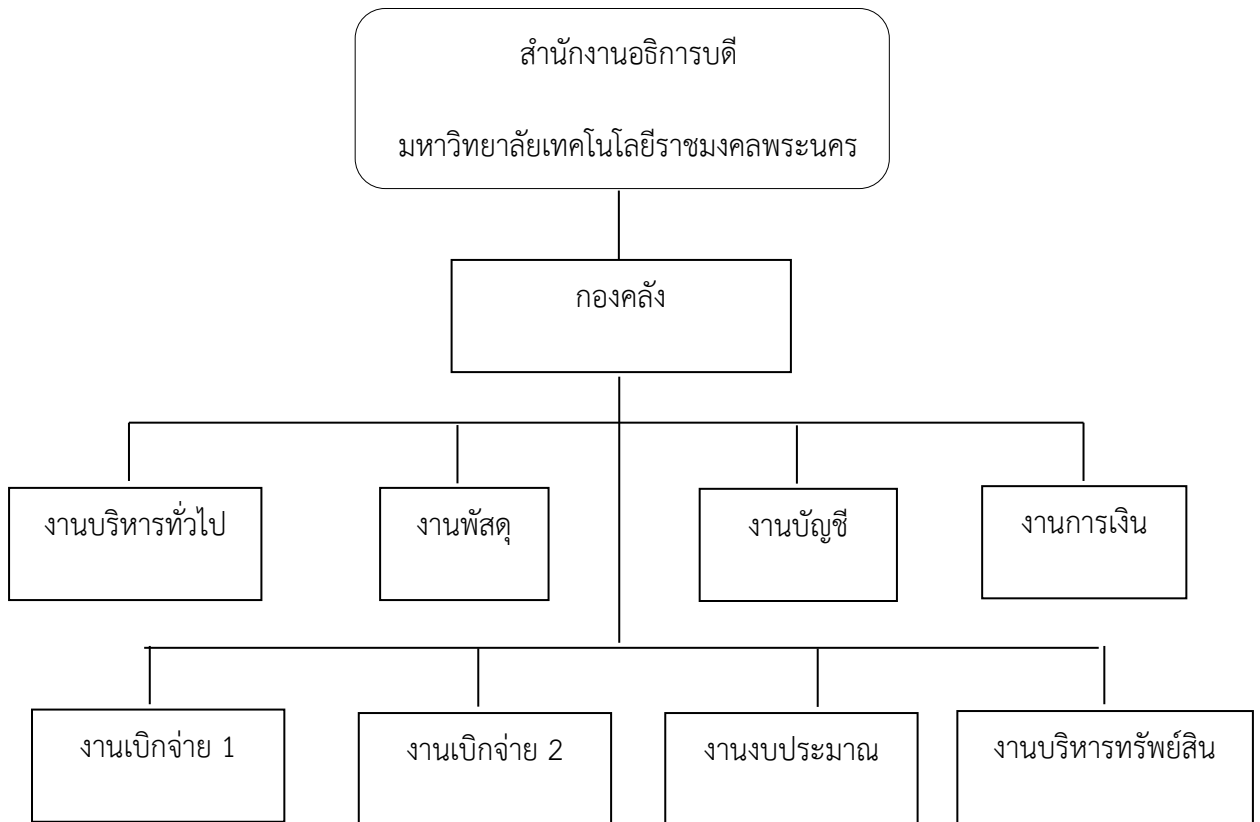 สำนักงานอธิการบดี
มหาวิทยาลัยเทคโนโลยีราชมงคลพระนคร
กองคลัง
งานบริหารทั่วไป
งานพัสดุ
งานบัญชี
งานการเงิน
งานเบิกจ่าย 1
งานเบิกจ่าย 2
งานงบประมาณ
งานบริหารทรัพย์สิน